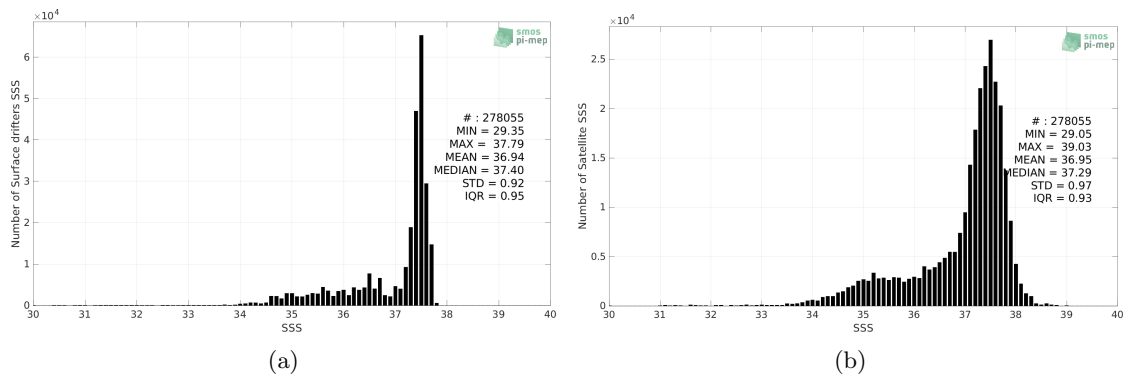 ×10⁴
smos
pi-mep
6
5
4
3
2
1
0
Number of Surface drifters SSS
# : 278055
MIN = 29.35
MAX = 37.79
MEAN = 36.94
MEDIAN = 37.40
STD = 0.92
IQR = 0.95
30 31 32 33 34 35 36 37 38 39 40
SSS
(a)
×10⁴
smos
pi-mep
2.5
2
1.5
1
0.5
0
Number of Satellite SSS
# : 278055
MIN = 29.05
MAX = 39.03
MEAN = 36.95
MEDIAN = 37.29
STD = 0.97
IQR = 0.93
30 31 32 33 34 35 36 37 38 39 40
SSS
(b)